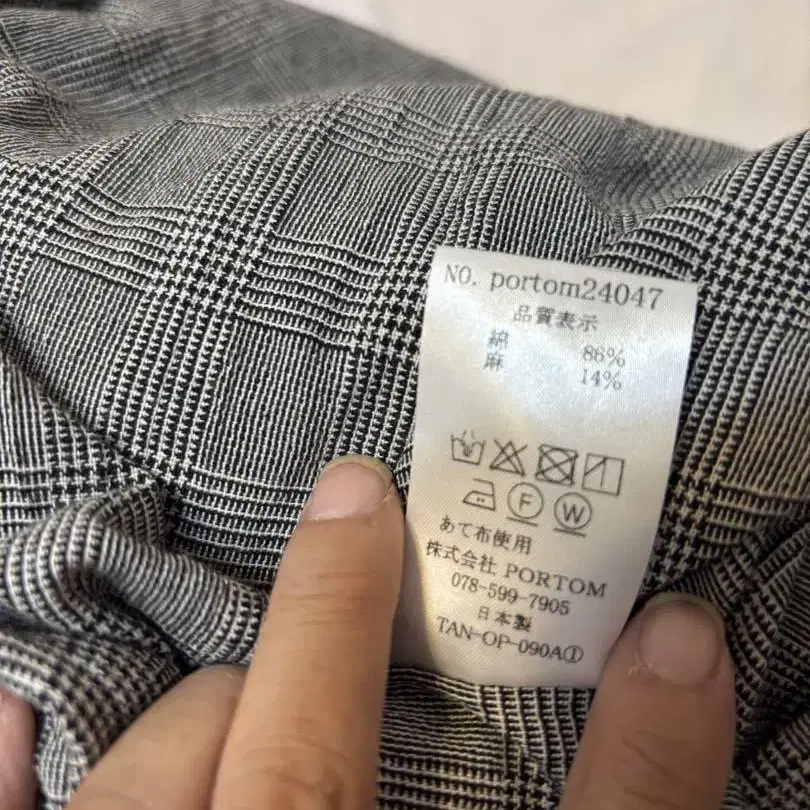 NO. portom24047
品質表示
綿 86%
麻 14%
F W
あて布使用
株式会社 PORTOM
078-599-7905
日本製
TAN-OP-090A①